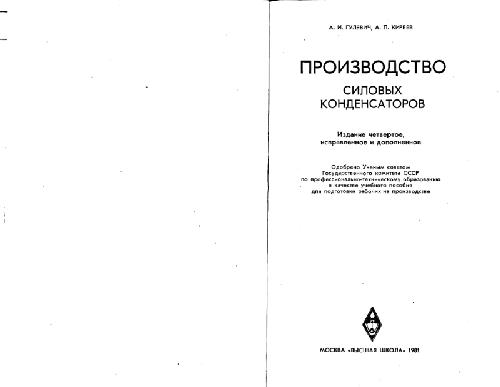 А. И. ГУЛЕВИЧ, А. П. КИРЕЕВ
ПРОИЗВОДСТВО
СИЛОВЫХ
КОНДЕНСАТОРОВ
Издание четвертое,
исправленное и дополненное
Одобрено Ученым советом
Государственного комитета СССР
по профессионально-техническому образованию
в качестве учебного пособия
для подготовки рабочих на производстве
МОСКВА «ВЫСШАЯ ШКОЛА» 1981